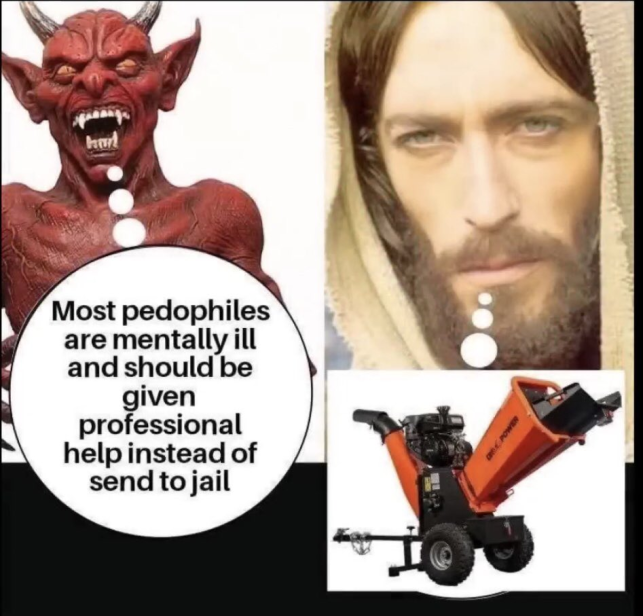 Most pedophiles
are mentally ill
and should be
given
professional
help instead of
send to jail